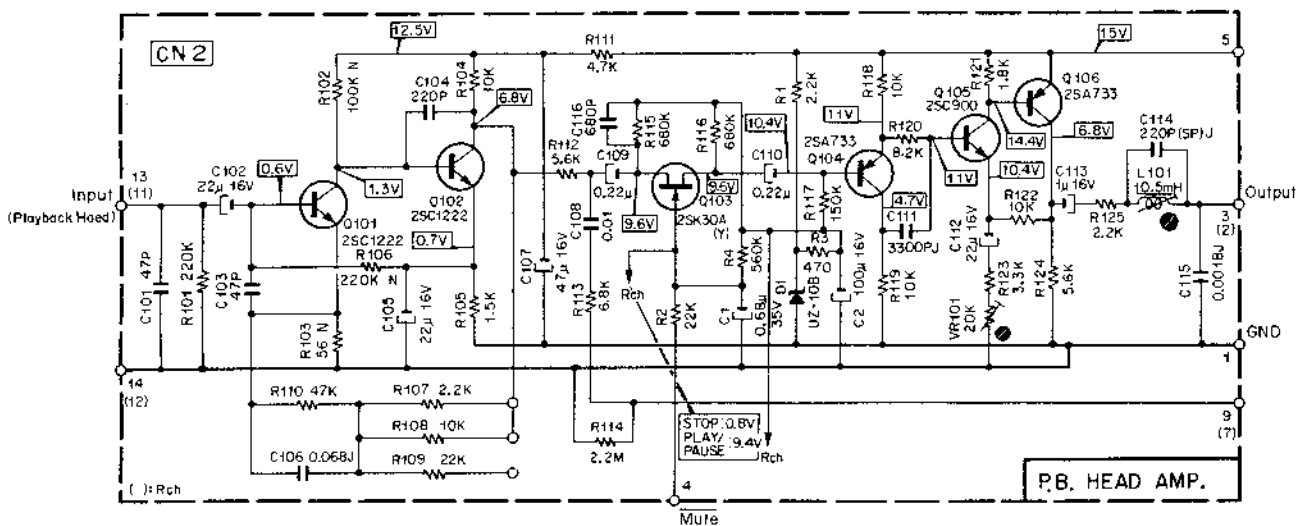 CN2
12.5V
R111
4.7K
15V
5
R102
100K N
C104
220P
R104
10K
6.8V
C116
680P
R115
680K
R116
680K
10.4V
R1
2.2K
R118
10K
11V
Q105
2SC900
R121
1.8K
Q106
2SA733
6.8V
C114
220P(SP)J
13
(11)
Input
(Playback Haed)
C102
22μ 16V
0.6V
1.3V
Q101
2SC1222
Q102
2SC1222
0.7V
R112
5.6K
C109
0.22μ
9.6V
9.6V
Q103
2SK30A
(Y)
C110
0.22μ
2SA733
Q104
R120
8.2K
11V
14.4V
10.4V
4.7V
C111
3300PJ
R122
10K
C113
1μ 16V
L101
10.5mH
R125
2.2K
Output
3
(2)
C101
47P
R101 220K
C103
47P
R106
220K N
R103
56 N
C105
22μ 16V
R105
1.5K
C107
47μ 16V
C108
0.01
R113
6.8K
Rch
R2
22K
R4
560K
C1
0.68μ
35V
R117
150K
R3
470
D1
UZ-10B
C2
100μ 16V
R119
10K
C112
22μ 16V
R123
3.3K
VR101
20K
R124
5.6K
C115
0.0018J
GND
1
14
(12)
R110 47K
R107 2.2K
R108 10K
C106 0.068J
R109 22K
R114
2.2M
STOP:0.8V
PLAY/
PAUSE :9.4V
Rch
9
(7)
( ): Rch
4
Mute
P.B. HEAD AMP.